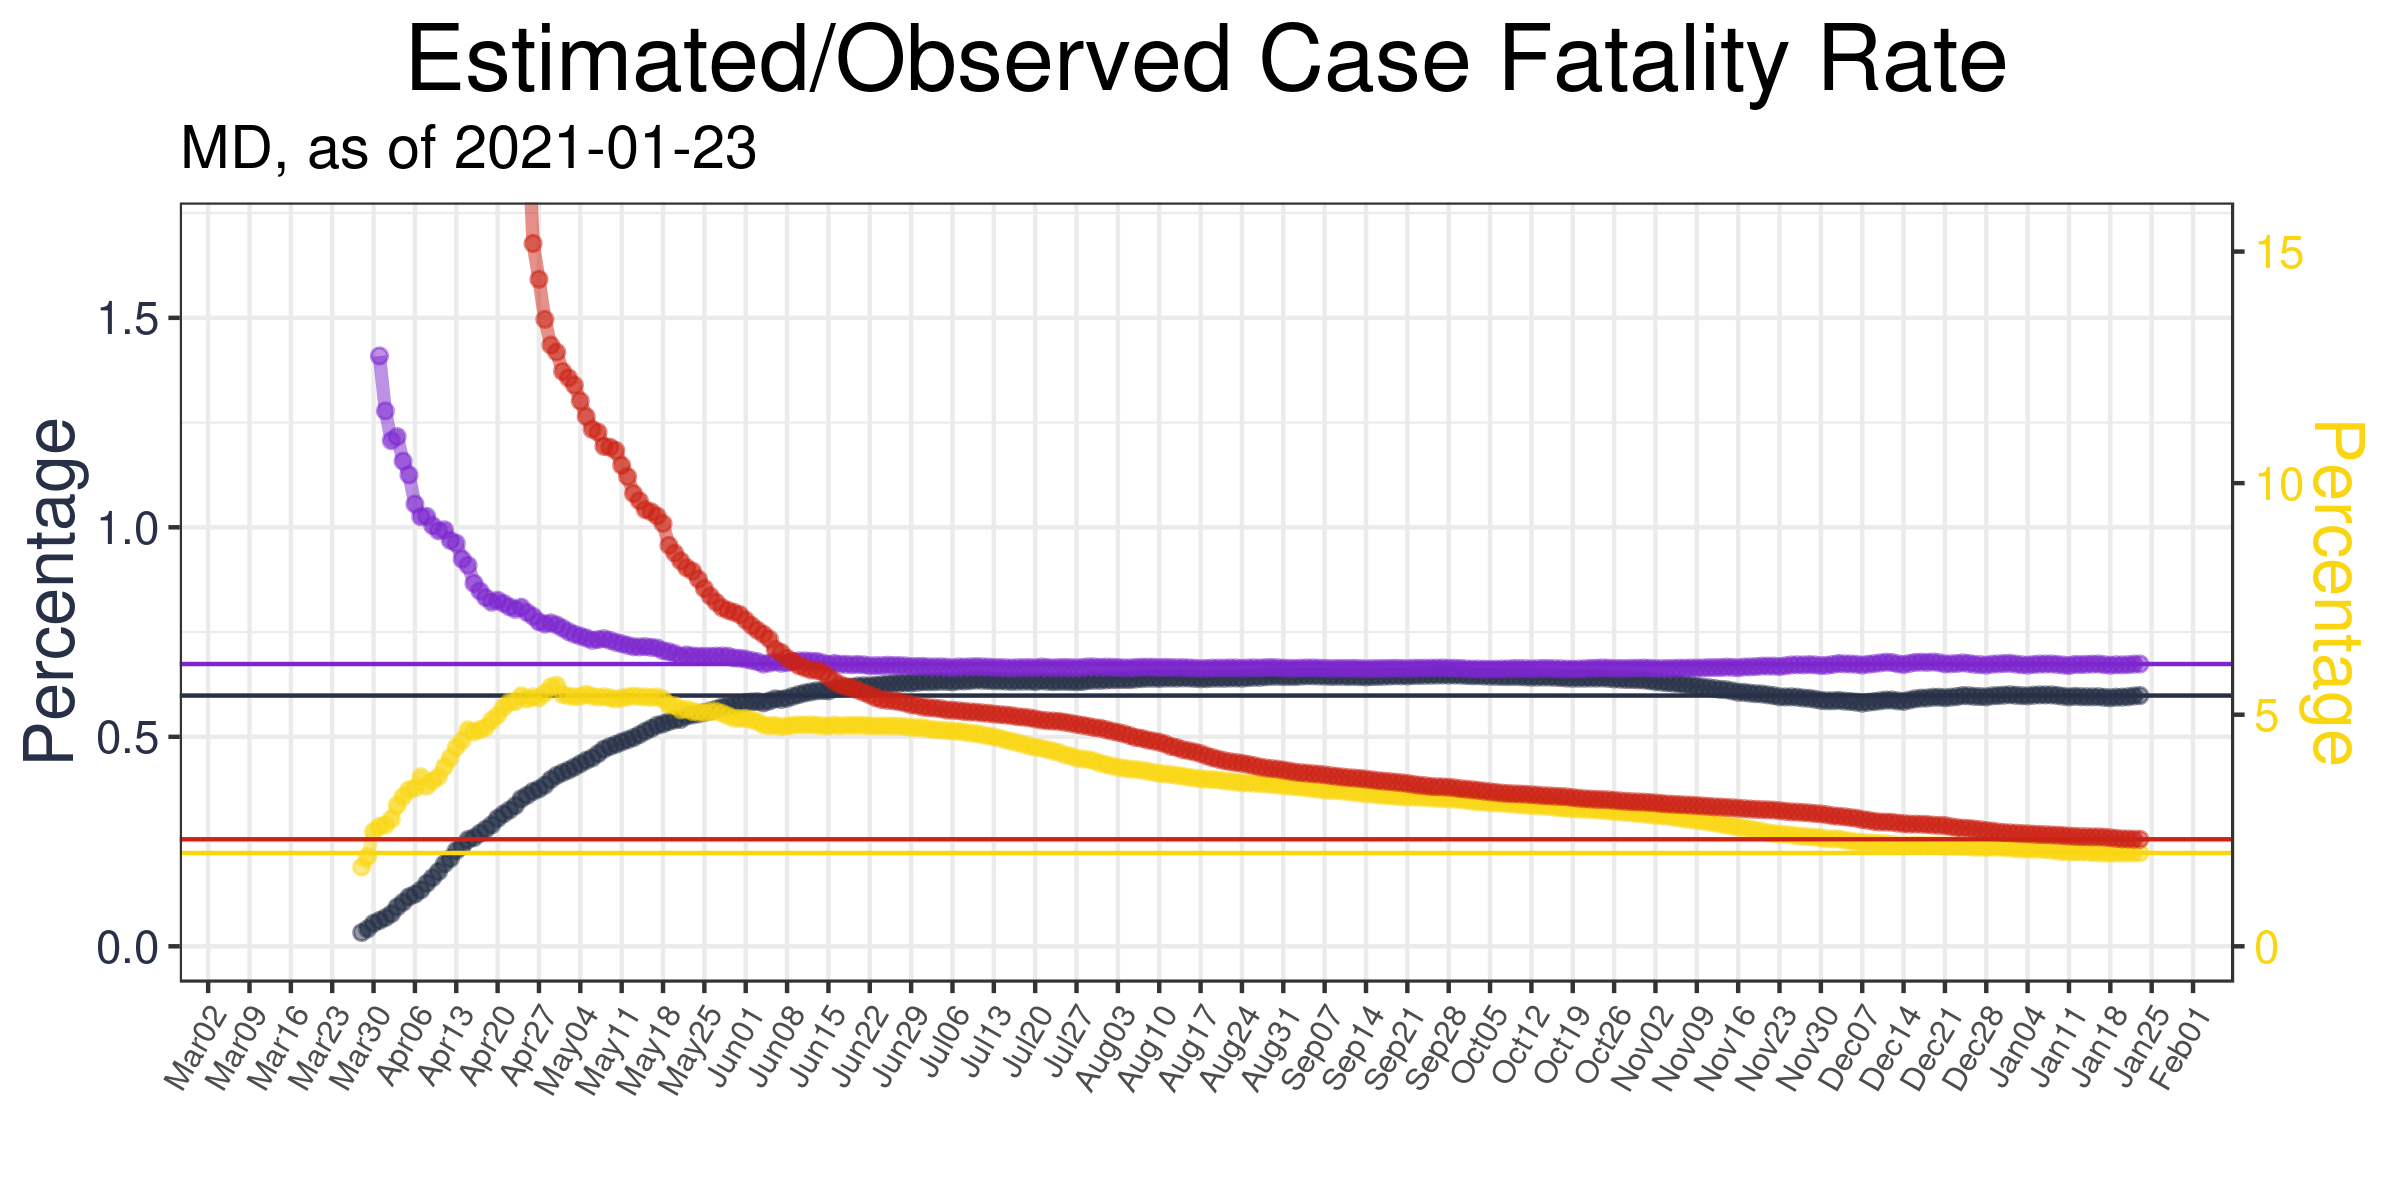 Estimated/Observed Case Fatality Rate
MD, as of 2021-01-23
Percentage
1.5
1.0
0.5
0.0
15
10
5
0
Percentage
Mar02
Mar09
Mar16
Mar23
Mar30
Apr06
Apr13
Apr20
Apr27
May04
May11
May18
May25
Jun01
Jun08
Jun15
Jun22
Jun29
Jul06
Jul13
Jul20
Jul27
Aug03
Aug10
Aug17
Aug24
Aug31
Sep07
Sep14
Sep21
Sep28
Oct05
Oct12
Oct19
Oct26
Nov02
Nov09
Nov16
Nov23
Nov30
Dec07
Dec14
Dec21
Dec28
Jan04
Jan11
Jan18
Jan25
Feb01